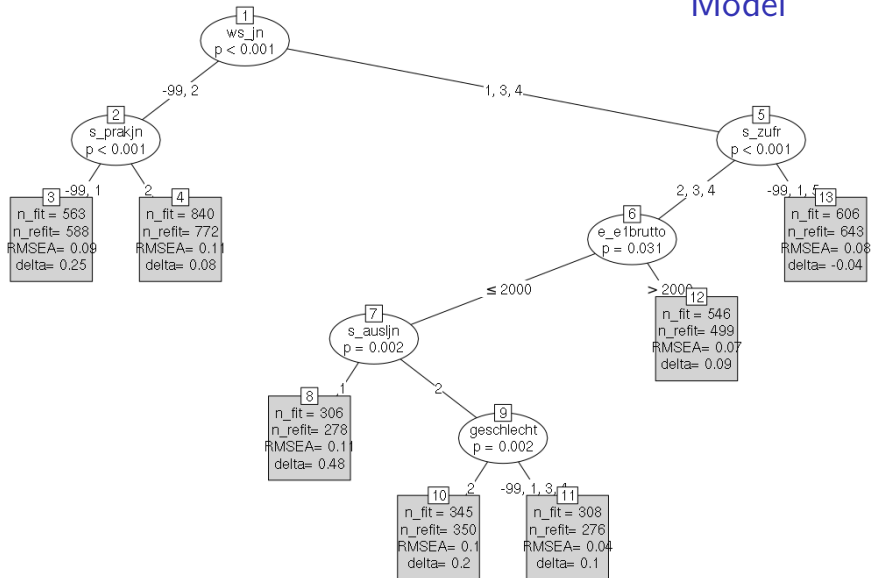 Model
1
ws_jn
p < 0.001
-99, 2
1, 3, 4
2
s_prakjn
p < 0.001
5
s_zufr
p < 0.001
-99, 1
2
2, 3, 4
-99, 1, 5
3
n_fit = 563
n_refit= 588
RMSEA= 0.09
delta= 0.25
4
n_fit = 840
n_refit= 772
RMSEA= 0.11
delta= 0.08
6
e_e1brutto
p = 0.031
13
n_fit = 606
n_refit= 643
RMSEA= 0.08
delta= -0.04
≤ 2000
> 2000
7
s_ausljn
p = 0.002
12
n_fit = 546
n_refit= 499
RMSEA= 0.07
delta= 0.09
1
2
8
n_fit = 306
n_refit= 278
RMSEA= 0.11
delta= 0.48
9
geschlecht
p = 0.002
2
-99, 1, 3, 4
10
n_fit = 345
n_refit= 350
RMSEA= 0.1
delta= 0.2
11
n_fit = 308
n_refit= 276
RMSEA= 0.04
delta= 0.1